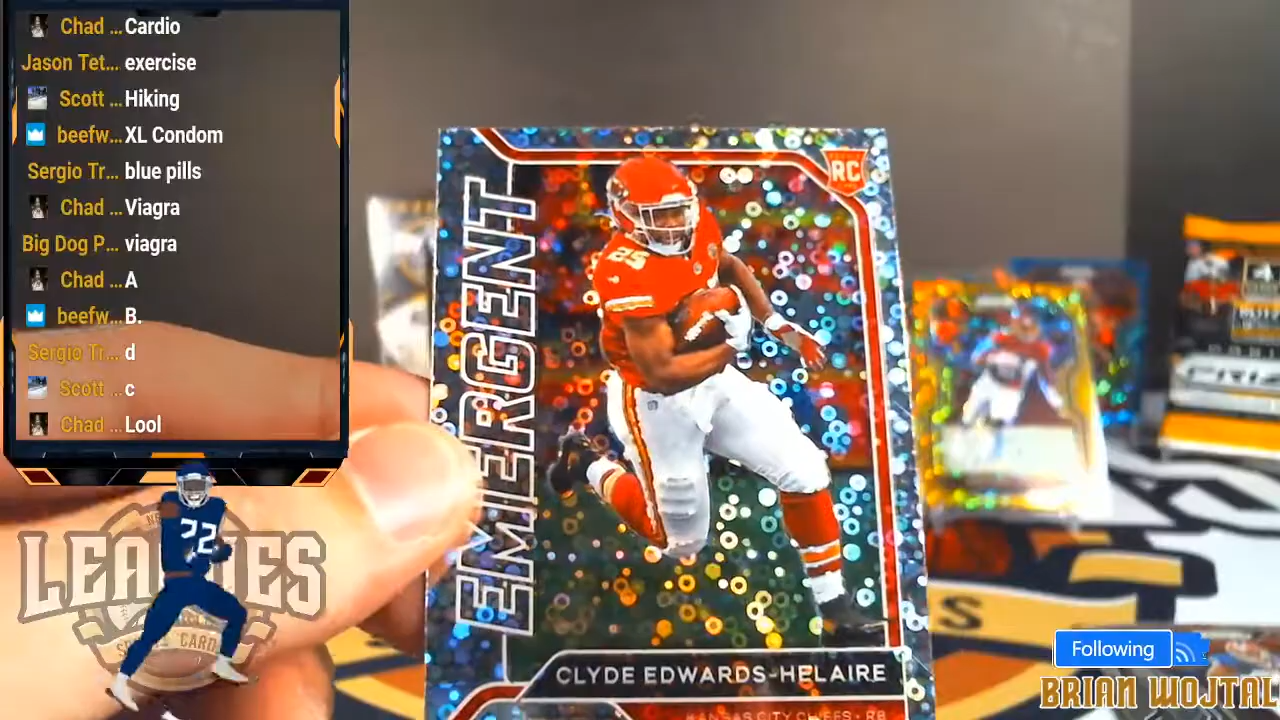 Chad ... Cardio
Jason Tet... exercise
Scott ... Hiking
beefw... XL Condom
Sergio Tr... blue pills
Chad ... Viagra
Big Dog P... viagra
Chad ... A
beefw... B.
Sergio Tr... d
Scott ... c
Chad ... Lool
EMERGENT
RC
25
CLYDE EDWARDS-HELAIRE
KANSAS CITY CHIEFS • RB
22
PRIZM
Following
BRIAN WOJTAL